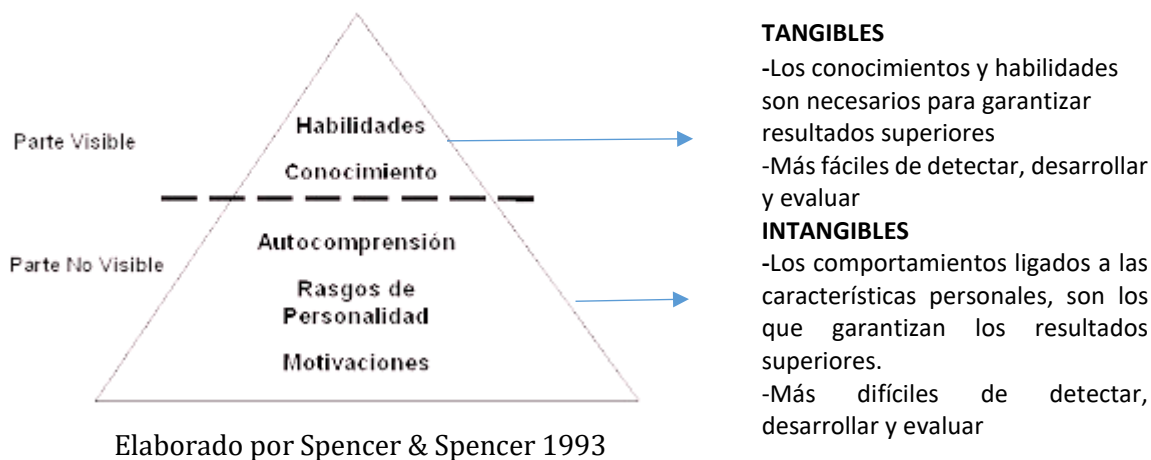 Parte Visible
Habilidades
Conocimiento
Parte No Visible
Autocomprensión
Rasgos de
Personalidad
Motivaciones
Elaborado por Spencer & Spencer 1993
TANGIBLES
-Los conocimientos y habilidades
son necesarios para garantizar
resultados superiores
-Más fáciles de detectar, desarrollar
y evaluar
INTANGIBLES
-Los comportamientos ligados a las
características personales, son los
que garantizan los resultados
superiores.
-Más difíciles de detectar,
desarrollar y evaluar